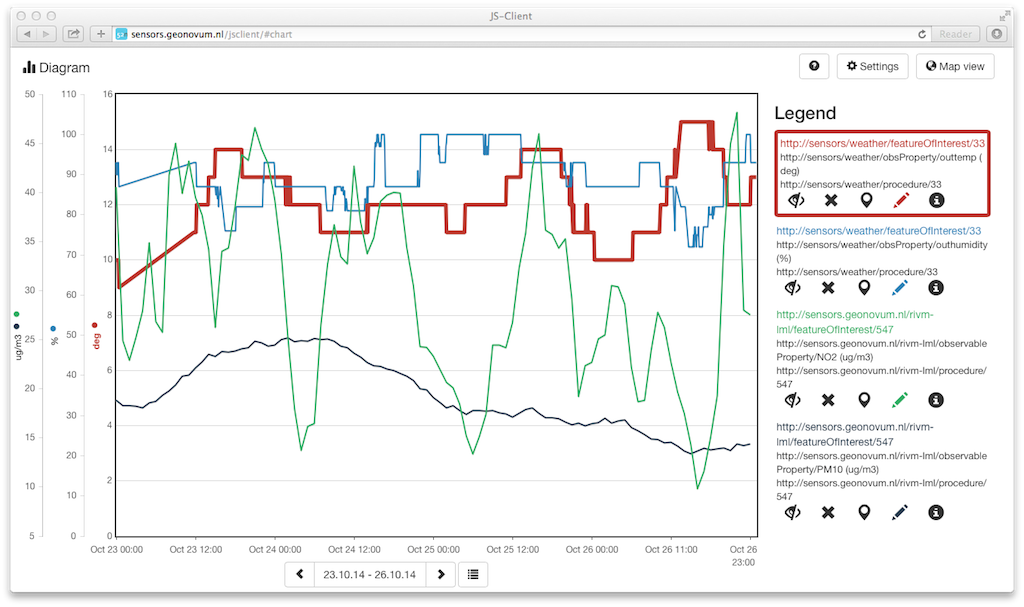 JS-Client
sensors.geonovum.nl/jsclient/#chart
Reader
Diagram
Settings
Map view
50
45
40
35
30
25
20
15
10
5
ug/m3
110
100
90
80
70
60
50
40
30
20
10
0
%
16
14
12
10
8
6
4
2
0
deg
Oct 23 00:00
Oct 23 12:00
Oct 24 00:00
Oct 24 12:00
Oct 25 00:00
Oct 25 12:00
Oct 26 00:00
Oct 26 11:00
Oct 26
23:00
23.10.14 - 26.10.14
Legend
http://sensors/weather/featureOfInterest/33
http://sensors/weather/obsProperty/outtemp (
deg)
http://sensors/weather/procedure/33
http://sensors/weather/featureOfInterest/33
http://sensors/weather/obsProperty/outhumidity
(%)
http://sensors/weather/procedure/33
http://sensors.geonovum.nl/rivm-
lml/featureOfInterest/547
http://sensors.geonovum.nl/rivm-lml/observable
Property/NO2 (ug/m3)
http://sensors.geonovum.nl/rivm-lml/procedure/
547
http://sensors.geonovum.nl/rivm-
lml/featureOfInterest/547
http://sensors.geonovum.nl/rivm-lml/observable
Property/PM10 (ug/m3)
http://sensors.geonovum.nl/rivm-lml/procedure/
547